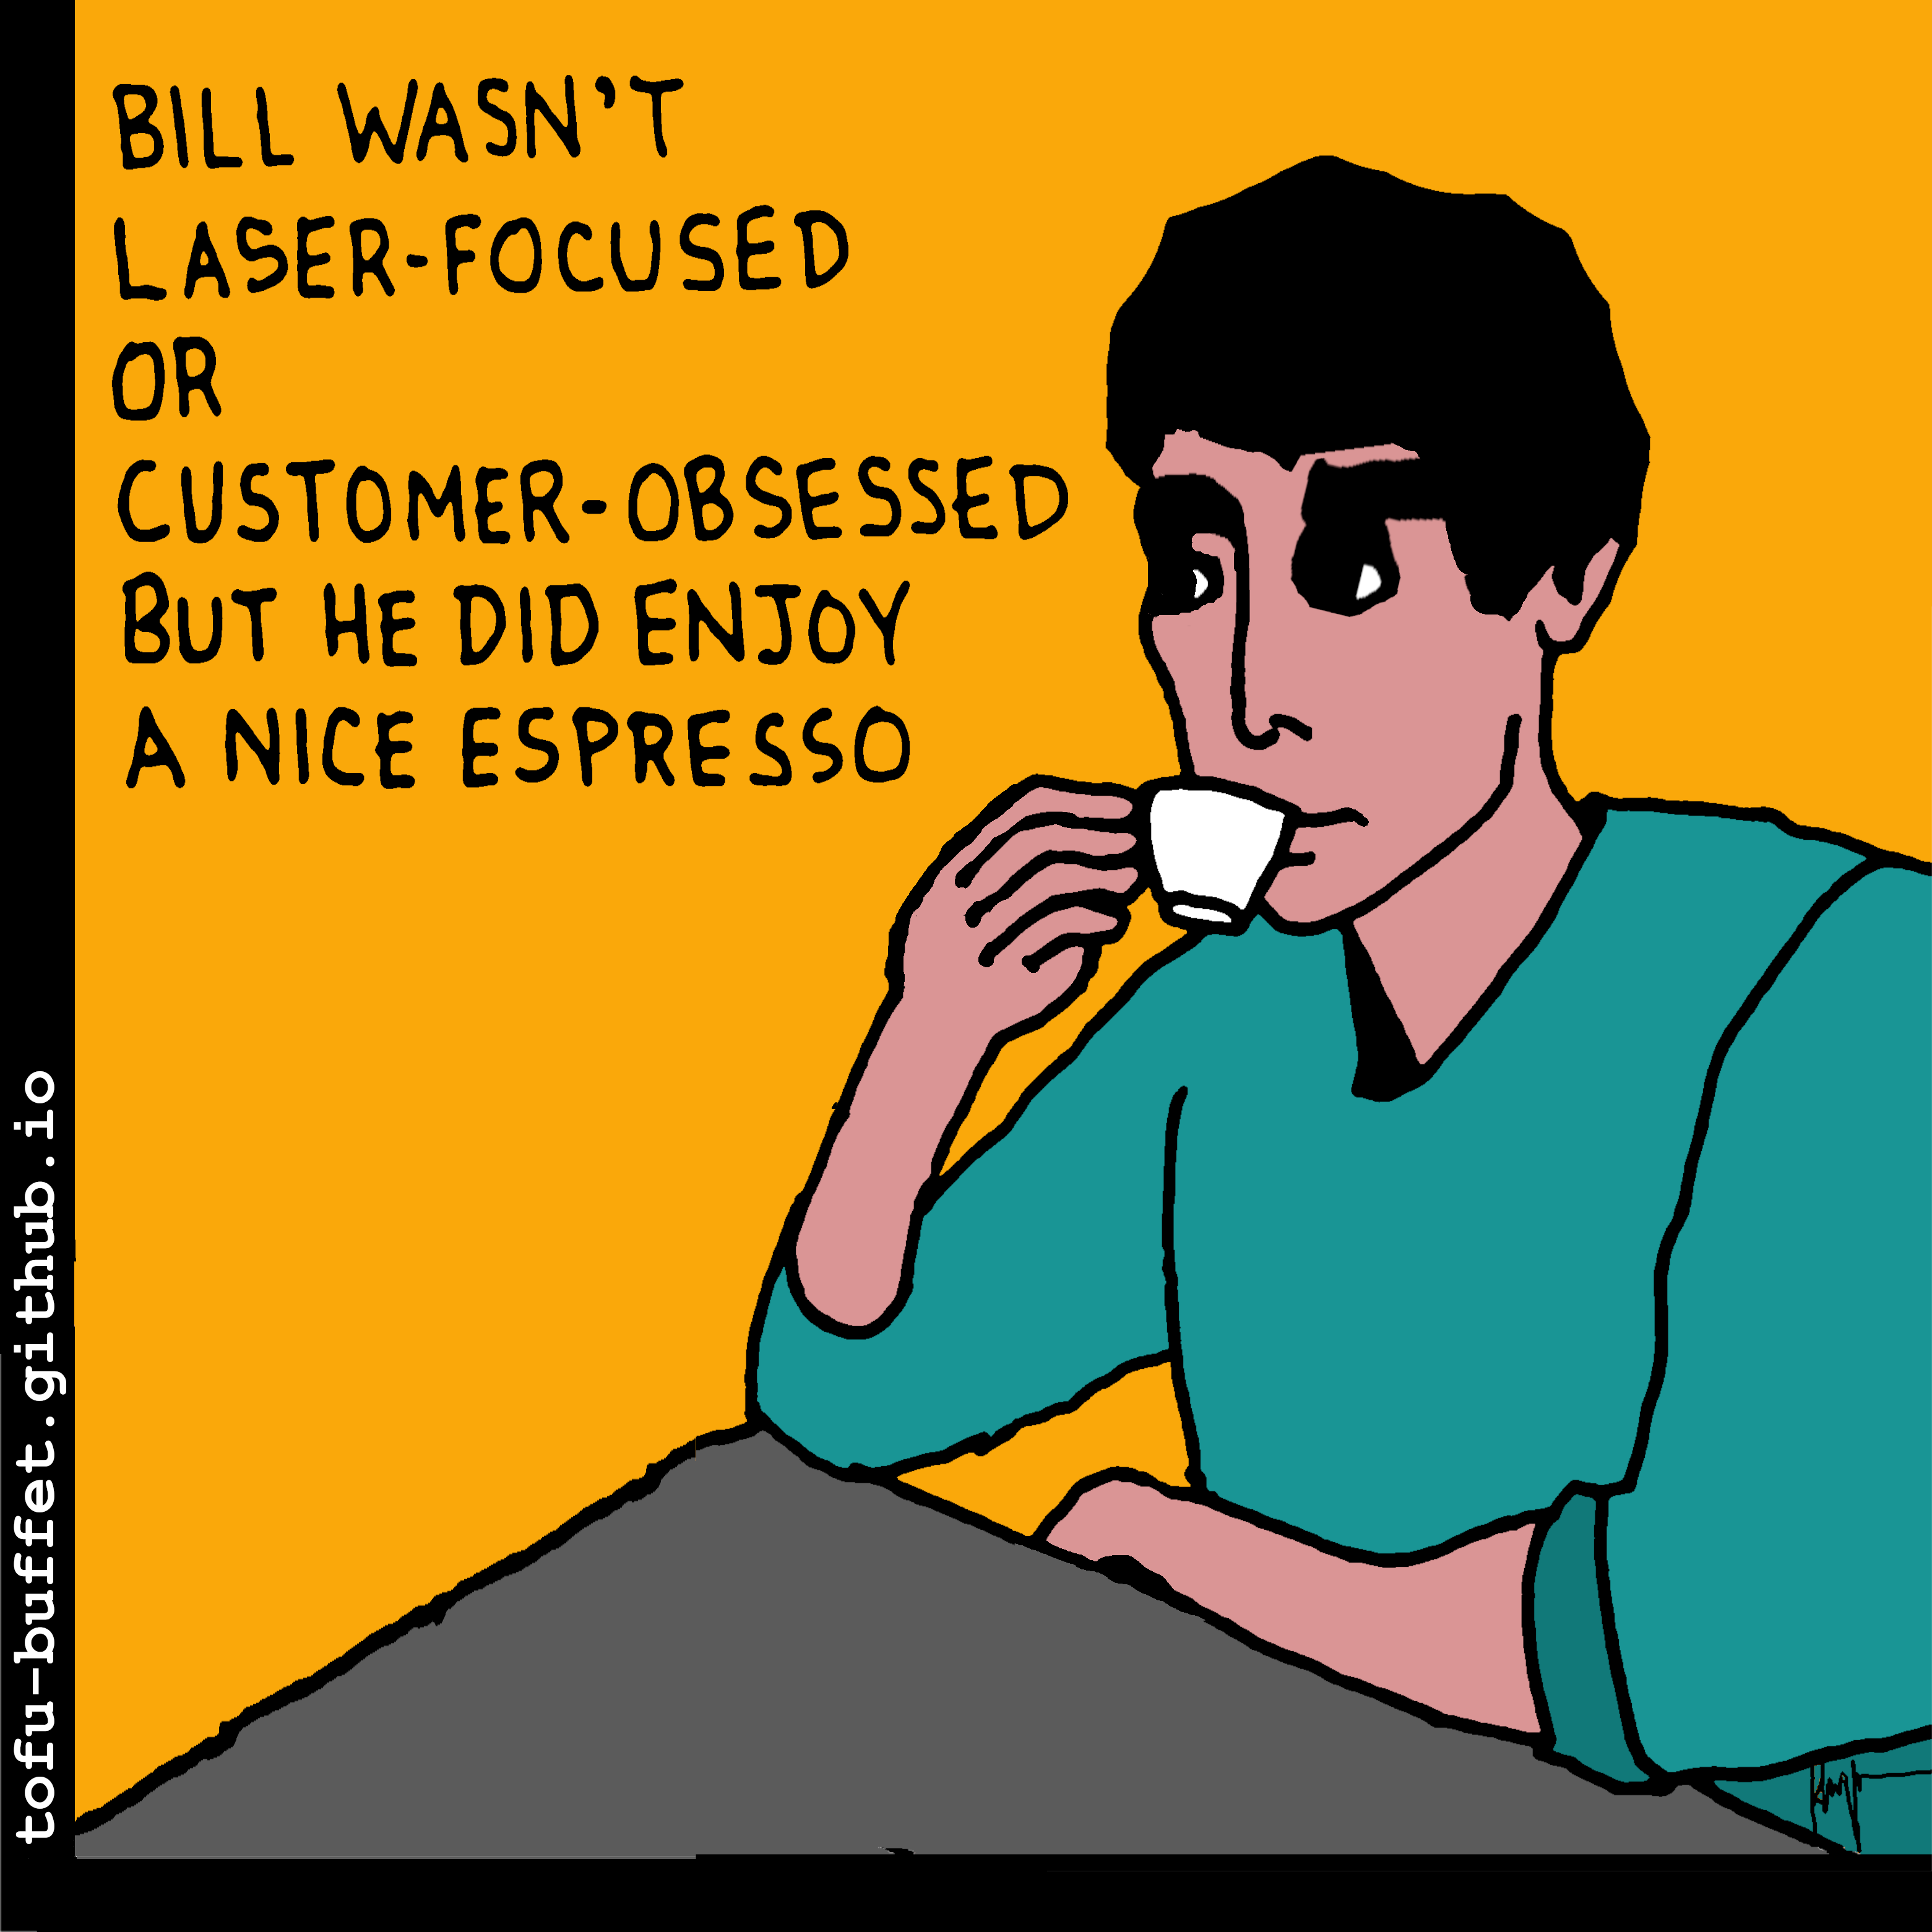 BILL WASN'T
LASER-FOCUSED
OR
CUSTOMER-OBSESSED
BUT HE DID ENJOY
A NICE ESPRESSO
tofu-buffet.github.io